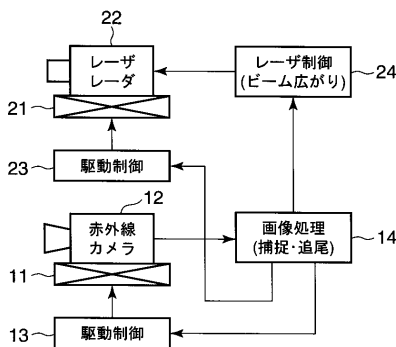 22
レーザ
レーダ
レーザ制御
(ビーム広がり)
24
21
23
駆動制御
12
赤外線
カメラ
画像処理
(捕捉・追尾)
14
11
13
駆動制御